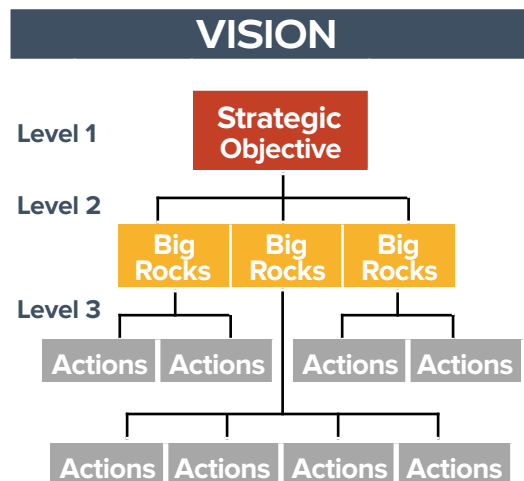 VISION
Level 1
Strategic
Objective
Level 2
Big
Rocks
Big
Rocks
Big
Rocks
Level 3
Actions
Actions
Actions
Actions
Actions
Actions
Actions
Actions